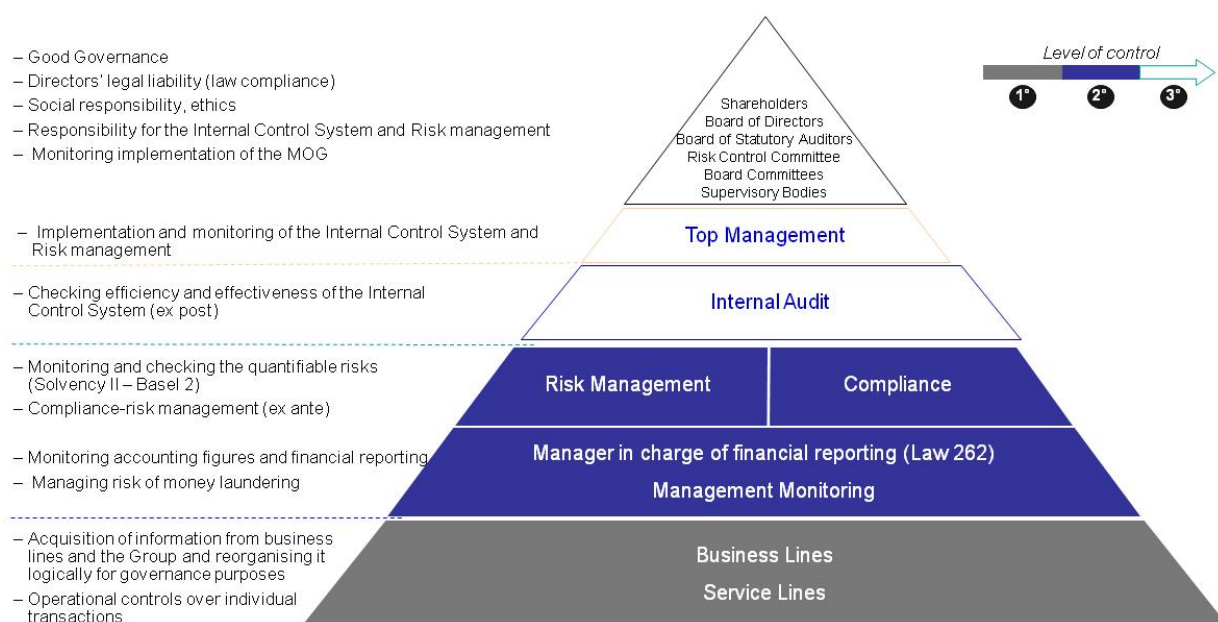 – Good Governance
– Directors' legal liability (law compliance)
– Social responsibility, ethics
– Responsibility for the Internal Control System and Risk management
– Monitoring implementation of the MOG
Level of control
1°
2°
3°
Shareholders
Board of Directors
Board of Statutory Auditors
Risk Control Committee
Board Committees
Supervisory Bodies
– Implementation and monitoring of the Internal Control System and
Risk management
Top Management
– Checking efficiency and effectiveness of the Internal
Control System (ex post)
Internal Audit
– Monitoring and checking the quantifiable risks
(Solvency II – Basel 2)
– Compliance-risk management (ex ante)
Risk Management
Compliance
– Monitoring accounting figures and financial reporting
– Managing risk of money laundering
Manager in charge of financial reporting (Law 262)
Management Monitoring
– Acquisition of information from business
lines and the Group and reorganising it
logically for governance purposes
– Operational controls over individual
transactions
Business Lines
Service Lines